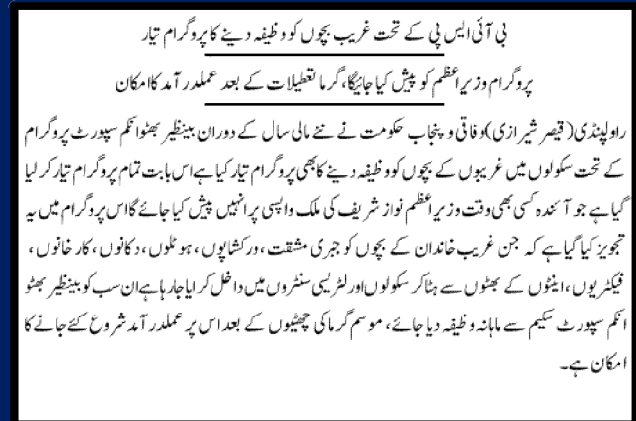 بی آئی ایس پی کے تحت غریب بچوں کو وظیفہ دینے کا پروگرام تیار
پروگرام وزیراعظم کو پیش کیا جائیگا، گرما تعطیلات کے بعد عملدرآمد کا امکان
راولپنڈی (قیصر شیرازی) وفاقی و پنجاب حکومت نے نئے مالی سال کے دوران بینظیر بھٹو انکم سپورٹ پروگرام
کے تحت سکولوں میں غریبوں کے بچوں کو وظیفہ دینے کا بھی پروگرام تیار کیا ہے اس بابت تمام پروگرام تیار کر لیا
گیا ہے جو آئندہ کسی بھی وقت وزیراعظم نواز شریف کی ملک واپسی پر انہیں پیش کیا جائے گا اس پروگرام میں یہ
تجویز کیا گیا ہے کہ جن غریب خاندان کے بچوں کو جبری مشقت، ورکشاپوں، ہوٹلوں، دکانوں، کارخانوں،
فیکٹریوں، اینٹوں کے بھٹوں سے ہٹا کر سکولوں اور لٹریسی سنٹروں میں داخل کرایا جا رہا ہے ان سب کو بینظیر بھٹو
انکم سپورٹ سکیم سے ماہانہ وظیفہ دیا جائے، موسم گرما کی چھٹیوں کے بعد اس پر عملدرآمد شروع کئے جانے کا
امکان ہے۔